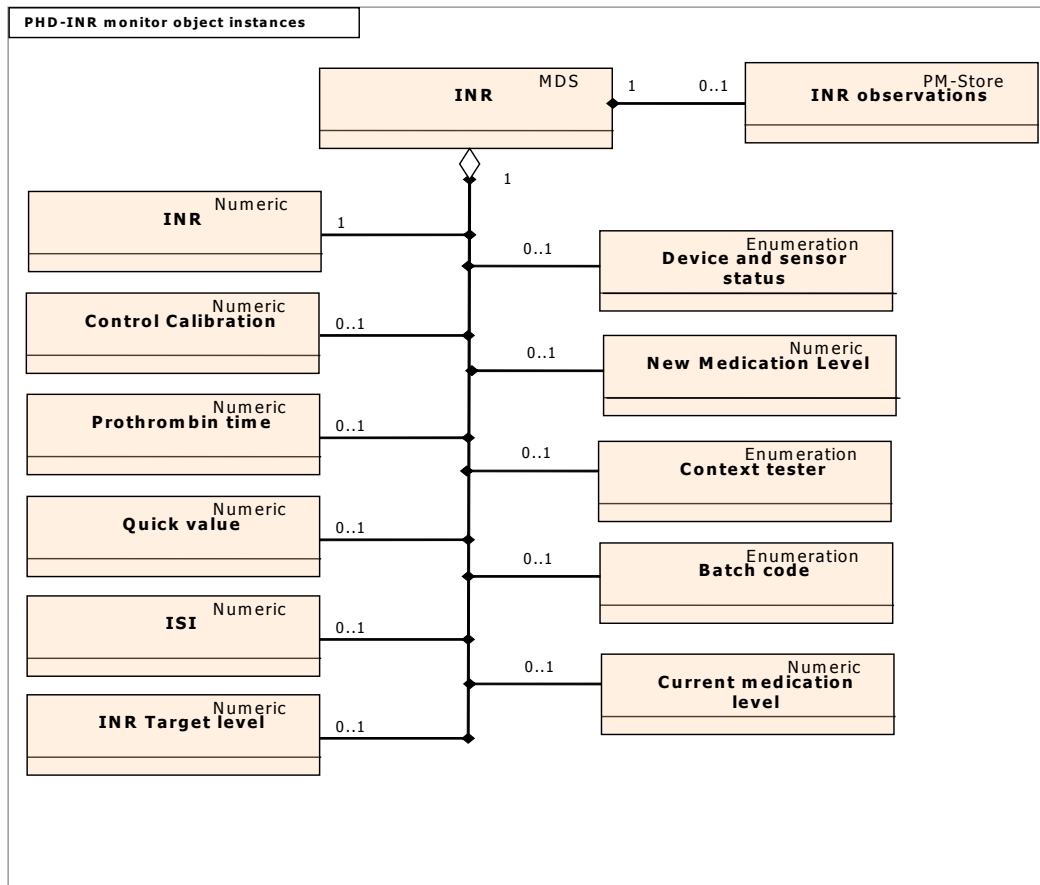 PHD-INR monitor object instances
MDS
INR
1
0..1
PM-Store
INR observations
1
Numeric
INR
1
Enumeration
Device and sensor
status
0..1
Numeric
Control Calibration
0..1
Numeric
New Medication Level
0..1
Numeric
Prothrombin time
0..1
Enumeration
Context tester
0..1
Numeric
Quick value
0..1
Enumeration
Batch code
0..1
Numeric
ISI
0..1
Numeric
Current medication
level
0..1
Numeric
INR Target level
0..1